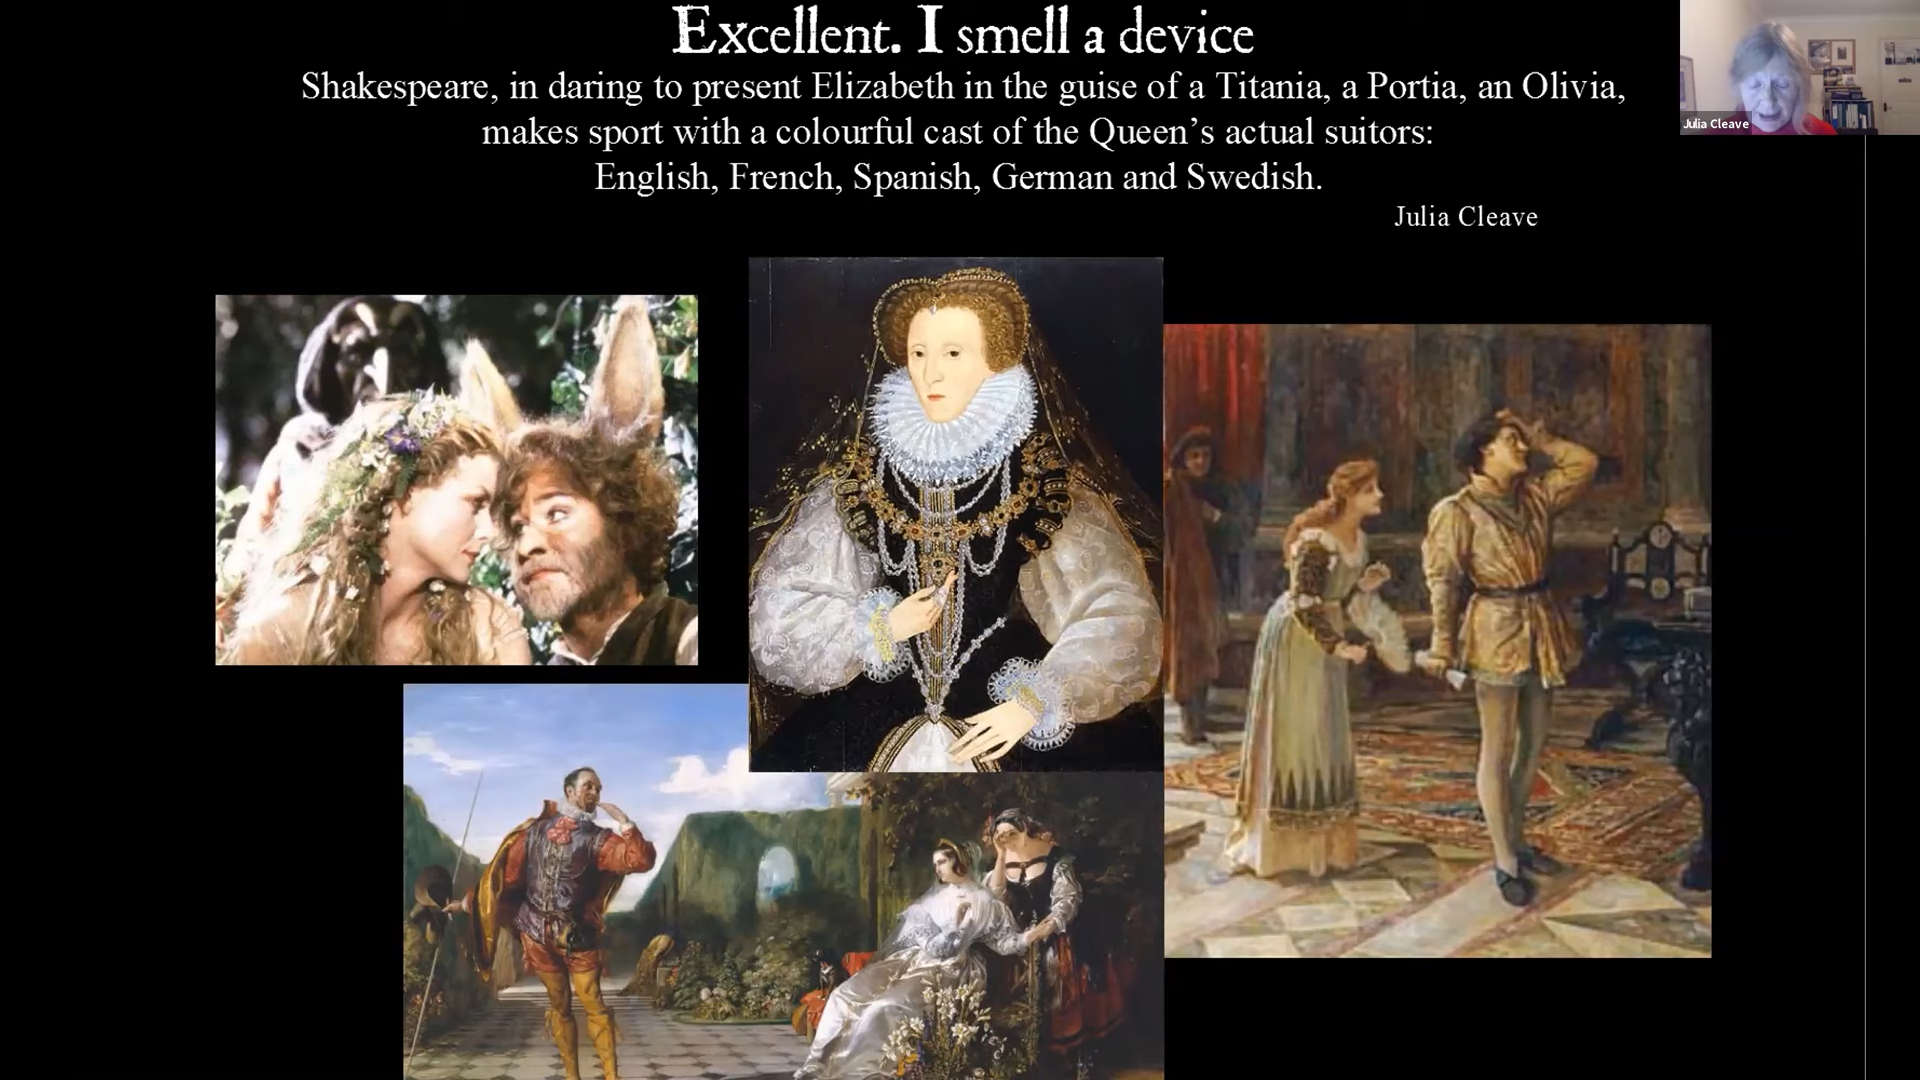 Excellent. I smell a device
Shakespeare, in daring to present Elizabeth in the guise of a Titania, a Portia, an Olivia,
makes sport with a colourful cast of the Queen’s actual suitors:
English, French, Spanish, German and Swedish.
Julia Cleave
Julia Cleave